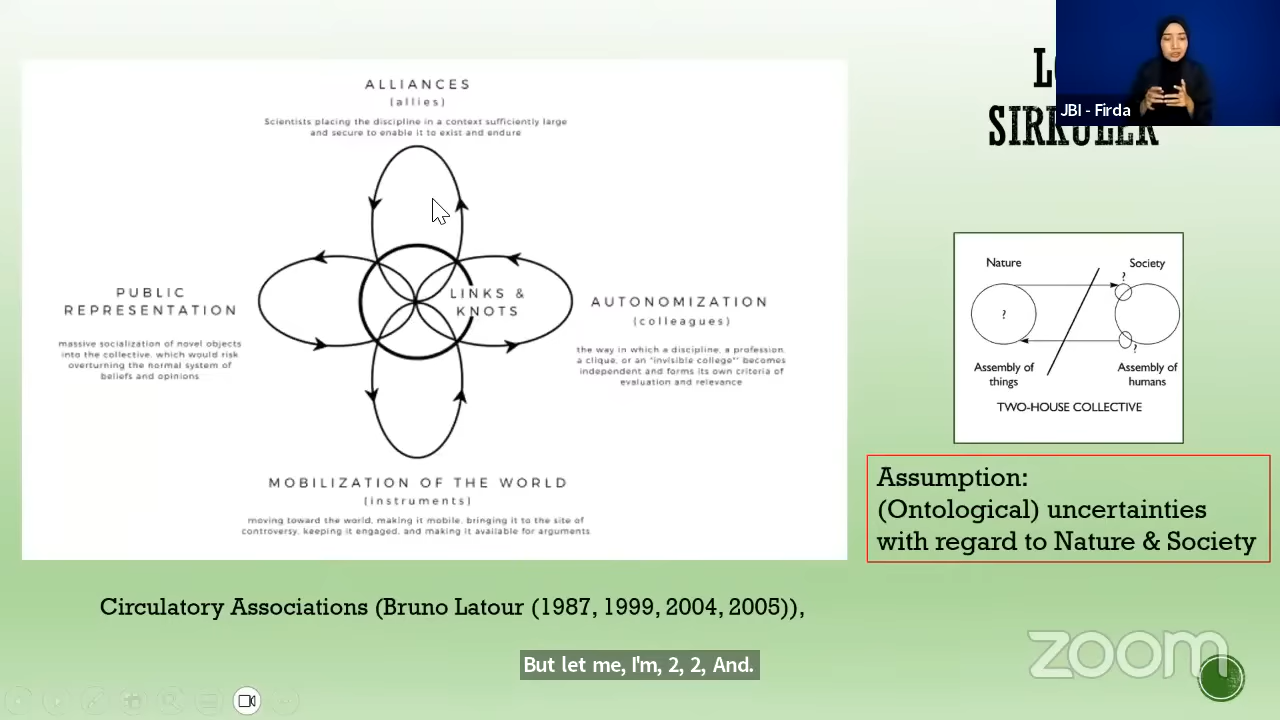 ALLIANCES
(allies)
Scientists placing the discipline in a context sufficiently large
and secure to enable it to exist and endure
PUBLIC
REPRESENTATION
massive socialization of novel objects
into the collective, which would risk
overturning the normal system of
beliefs and opinions
LINKS &
KNOTS
AUTONOMIZATION
(colleagues)
the way in which a discipline, a profession,
a clique, or an "invisible college" becomes
independent and forms its own criteria of
evaluation and relevance
MOBILIZATION OF THE WORLD
(instruments)
moving toward the world, making it mobile, bringing it to the site of
controversy, keeping it engaged, and making it available for arguments
SIRKULER
JBI - Firda
Nature
Society
?
?
?
Assembly of
things
Assembly of
humans
TWO-HOUSE COLLECTIVE
Assumption:
(Ontological) uncertainties
with regard to Nature & Society
Circulatory Associations (Bruno Latour (1987, 1999, 2004, 2005)),
But let me, I'm, 2, 2, And.
zoom